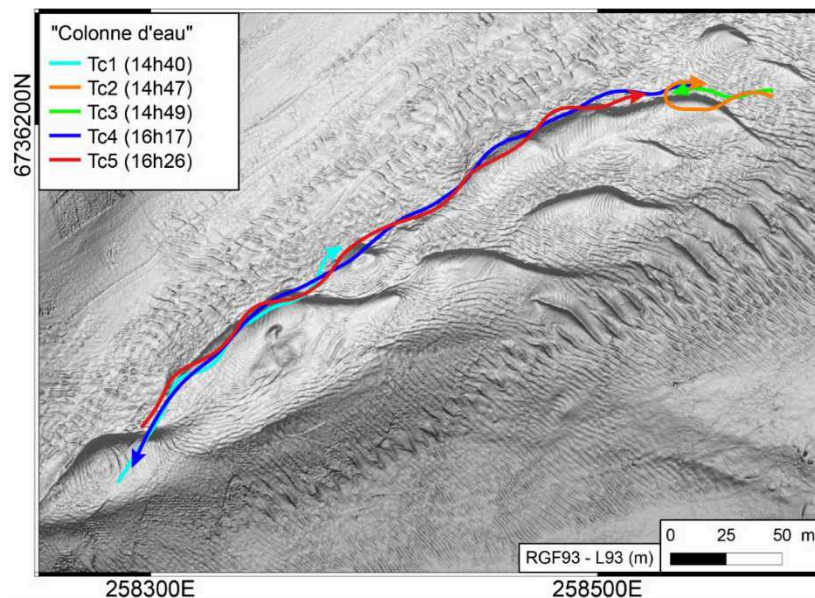 "Colonne d'eau"
Tc1 (14h40)
Tc2 (14h47)
Tc3 (14h49)
Tc4 (16h17)
Tc5 (16h26)
6736200N
0 25 50 m
RGF93 - L93 (m)
258300E 258500E